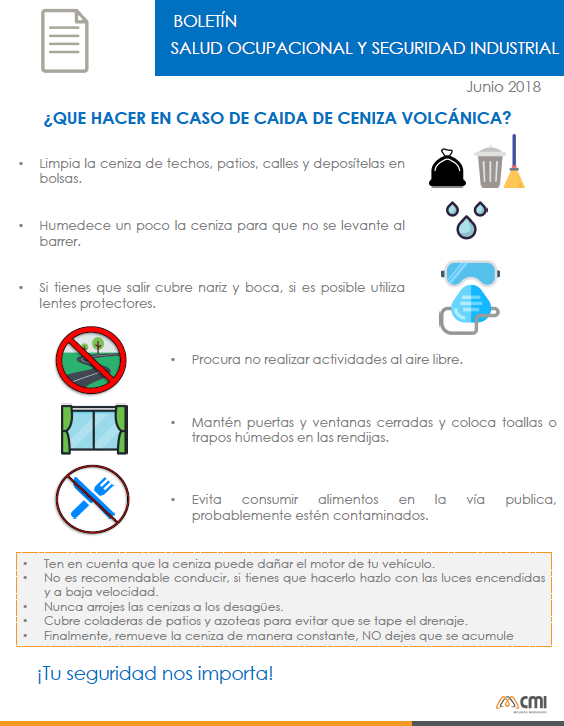 BOLETÍN
SALUD OCUPACIONAL Y SEGURIDAD INDUSTRIAL
Junio 2018
¿QUE HACER EN CASO DE CAIDA DE CENIZA VOLCÁNICA?
• Limpia la ceniza de techos, patios, calles y deposítelas en
bolsas.
• Humedece un poco la ceniza para que no se levante al
barrer.
• Si tienes que salir cubre nariz y boca, si es posible utiliza
lentes protectores.
• Procura no realizar actividades al aire libre.
• Mantén puertas y ventanas cerradas y coloca toallas o
trapos húmedos en las rendijas.
• Evita consumir alimentos en la vía publica,
probablemente estén contaminados.
• Ten en cuenta que la ceniza puede dañar el motor de tu vehículo.
• No es recomendable conducir, si tienes que hacerlo hazlo con las luces encendidas
y a baja velocidad.
• Nunca arrojes las cenizas a los desagües.
• Cubre coladeras de patios y azoteas para evitar que se tape el drenaje.
• Finalmente, remueve la ceniza de manera constante, NO dejes que se acumule
¡Tu seguridad nos importa!
cmi